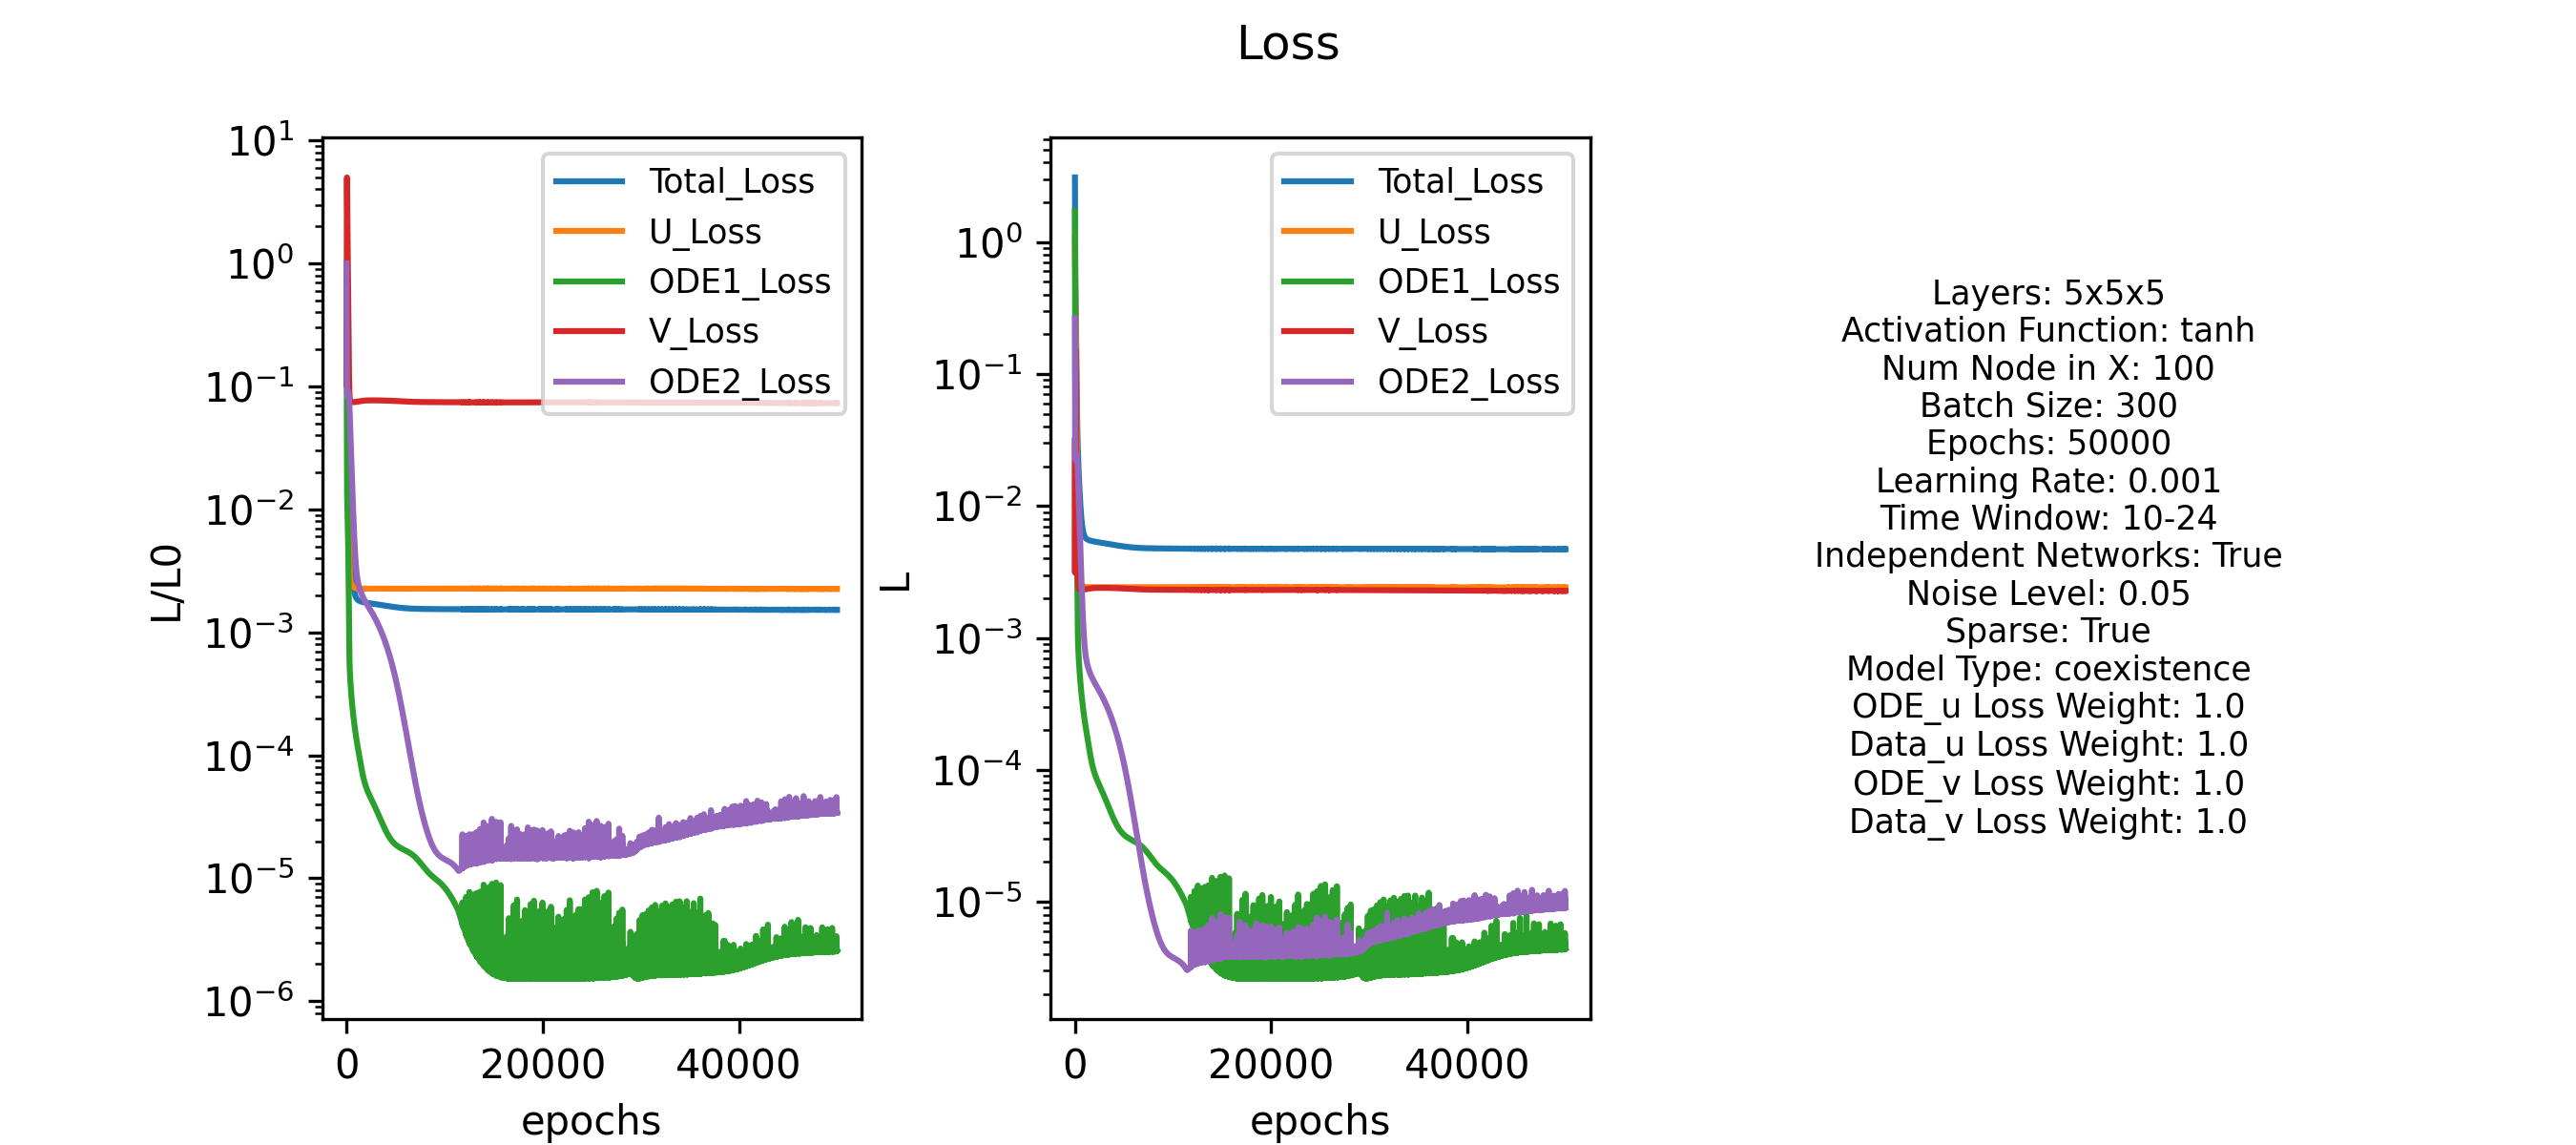 Loss
10^1
10^0
10^-1
10^-2
10^-3
10^-4
10^-5
10^-6
L/L0
0
20000
40000
epochs
Total_Loss
U_Loss
ODE1_Loss
V_Loss
ODE2_Loss
10^0
10^-1
10^-2
10^-3
10^-4
10^-5
L
0
20000
40000
epochs
Total_Loss
U_Loss
ODE1_Loss
V_Loss
ODE2_Loss
Layers: 5x5x5
Activation Function: tanh
Num Node in X: 100
Batch Size: 300
Epochs: 50000
Learning Rate: 0.001
Time Window: 10-24
Independent Networks: True
Noise Level: 0.05
Sparse: True
Model Type: coexistence
ODE_u Loss Weight: 1.0
Data_u Loss Weight: 1.0
ODE_v Loss Weight: 1.0
Data_v Loss Weight: 1.0